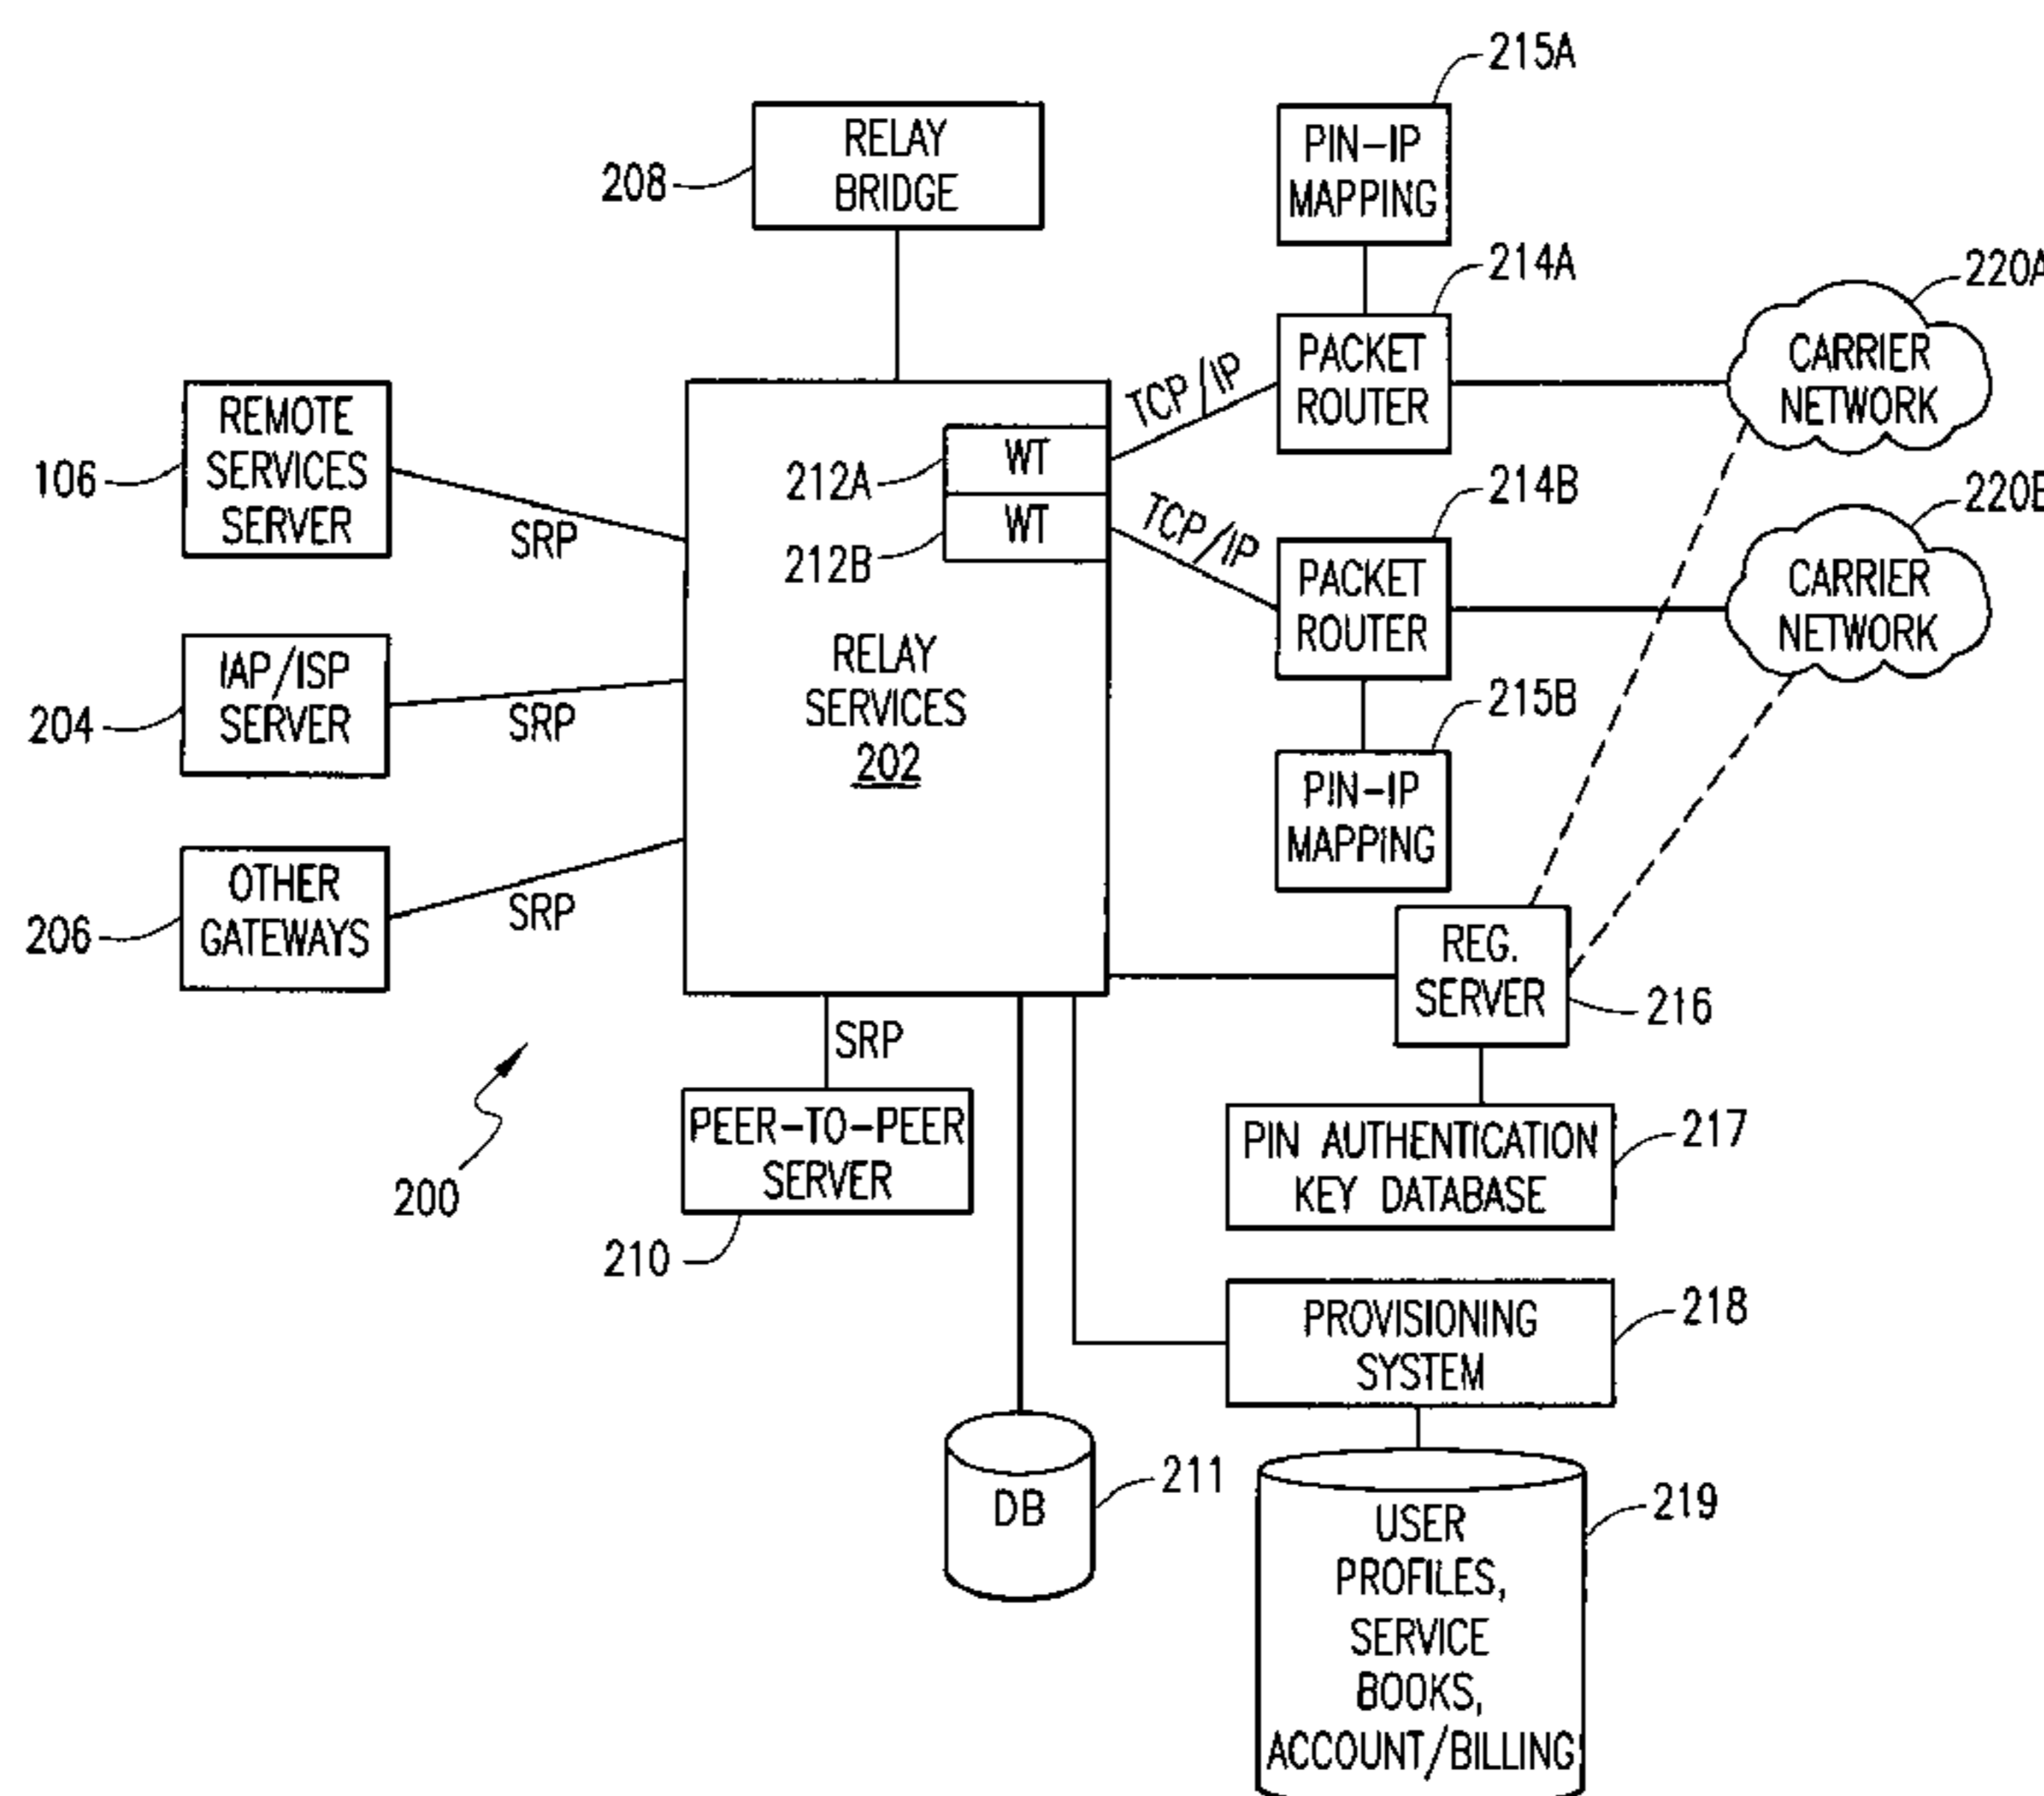 215A
PIN-IP
MAPPING
RELAY
BRIDGE
208
214A
220A
PACKET
ROUTER
CARRIER
NETWORK
TCP/IP
REMOTE
SERVICES
SERVER
106
SRP
WT
212A
WT
212B
TCP/IP
214B
220B
PACKET
ROUTER
CARRIER
NETWORK
IAP/ISP
SERVER
204
SRP
RELAY
SERVICES
202
215B
PIN-IP
MAPPING
OTHER
GATEWAYS
206
SRP
REG.
SERVER
216
SRP
PEER-TO-PEER
SERVER
210
200
PIN AUTHENTICATION
KEY DATABASE
217
PROVISIONING
SYSTEM
218
DB
211
USER
PROFILES,
SERVICE
BOOKS,
ACCOUNT/BILLING
219